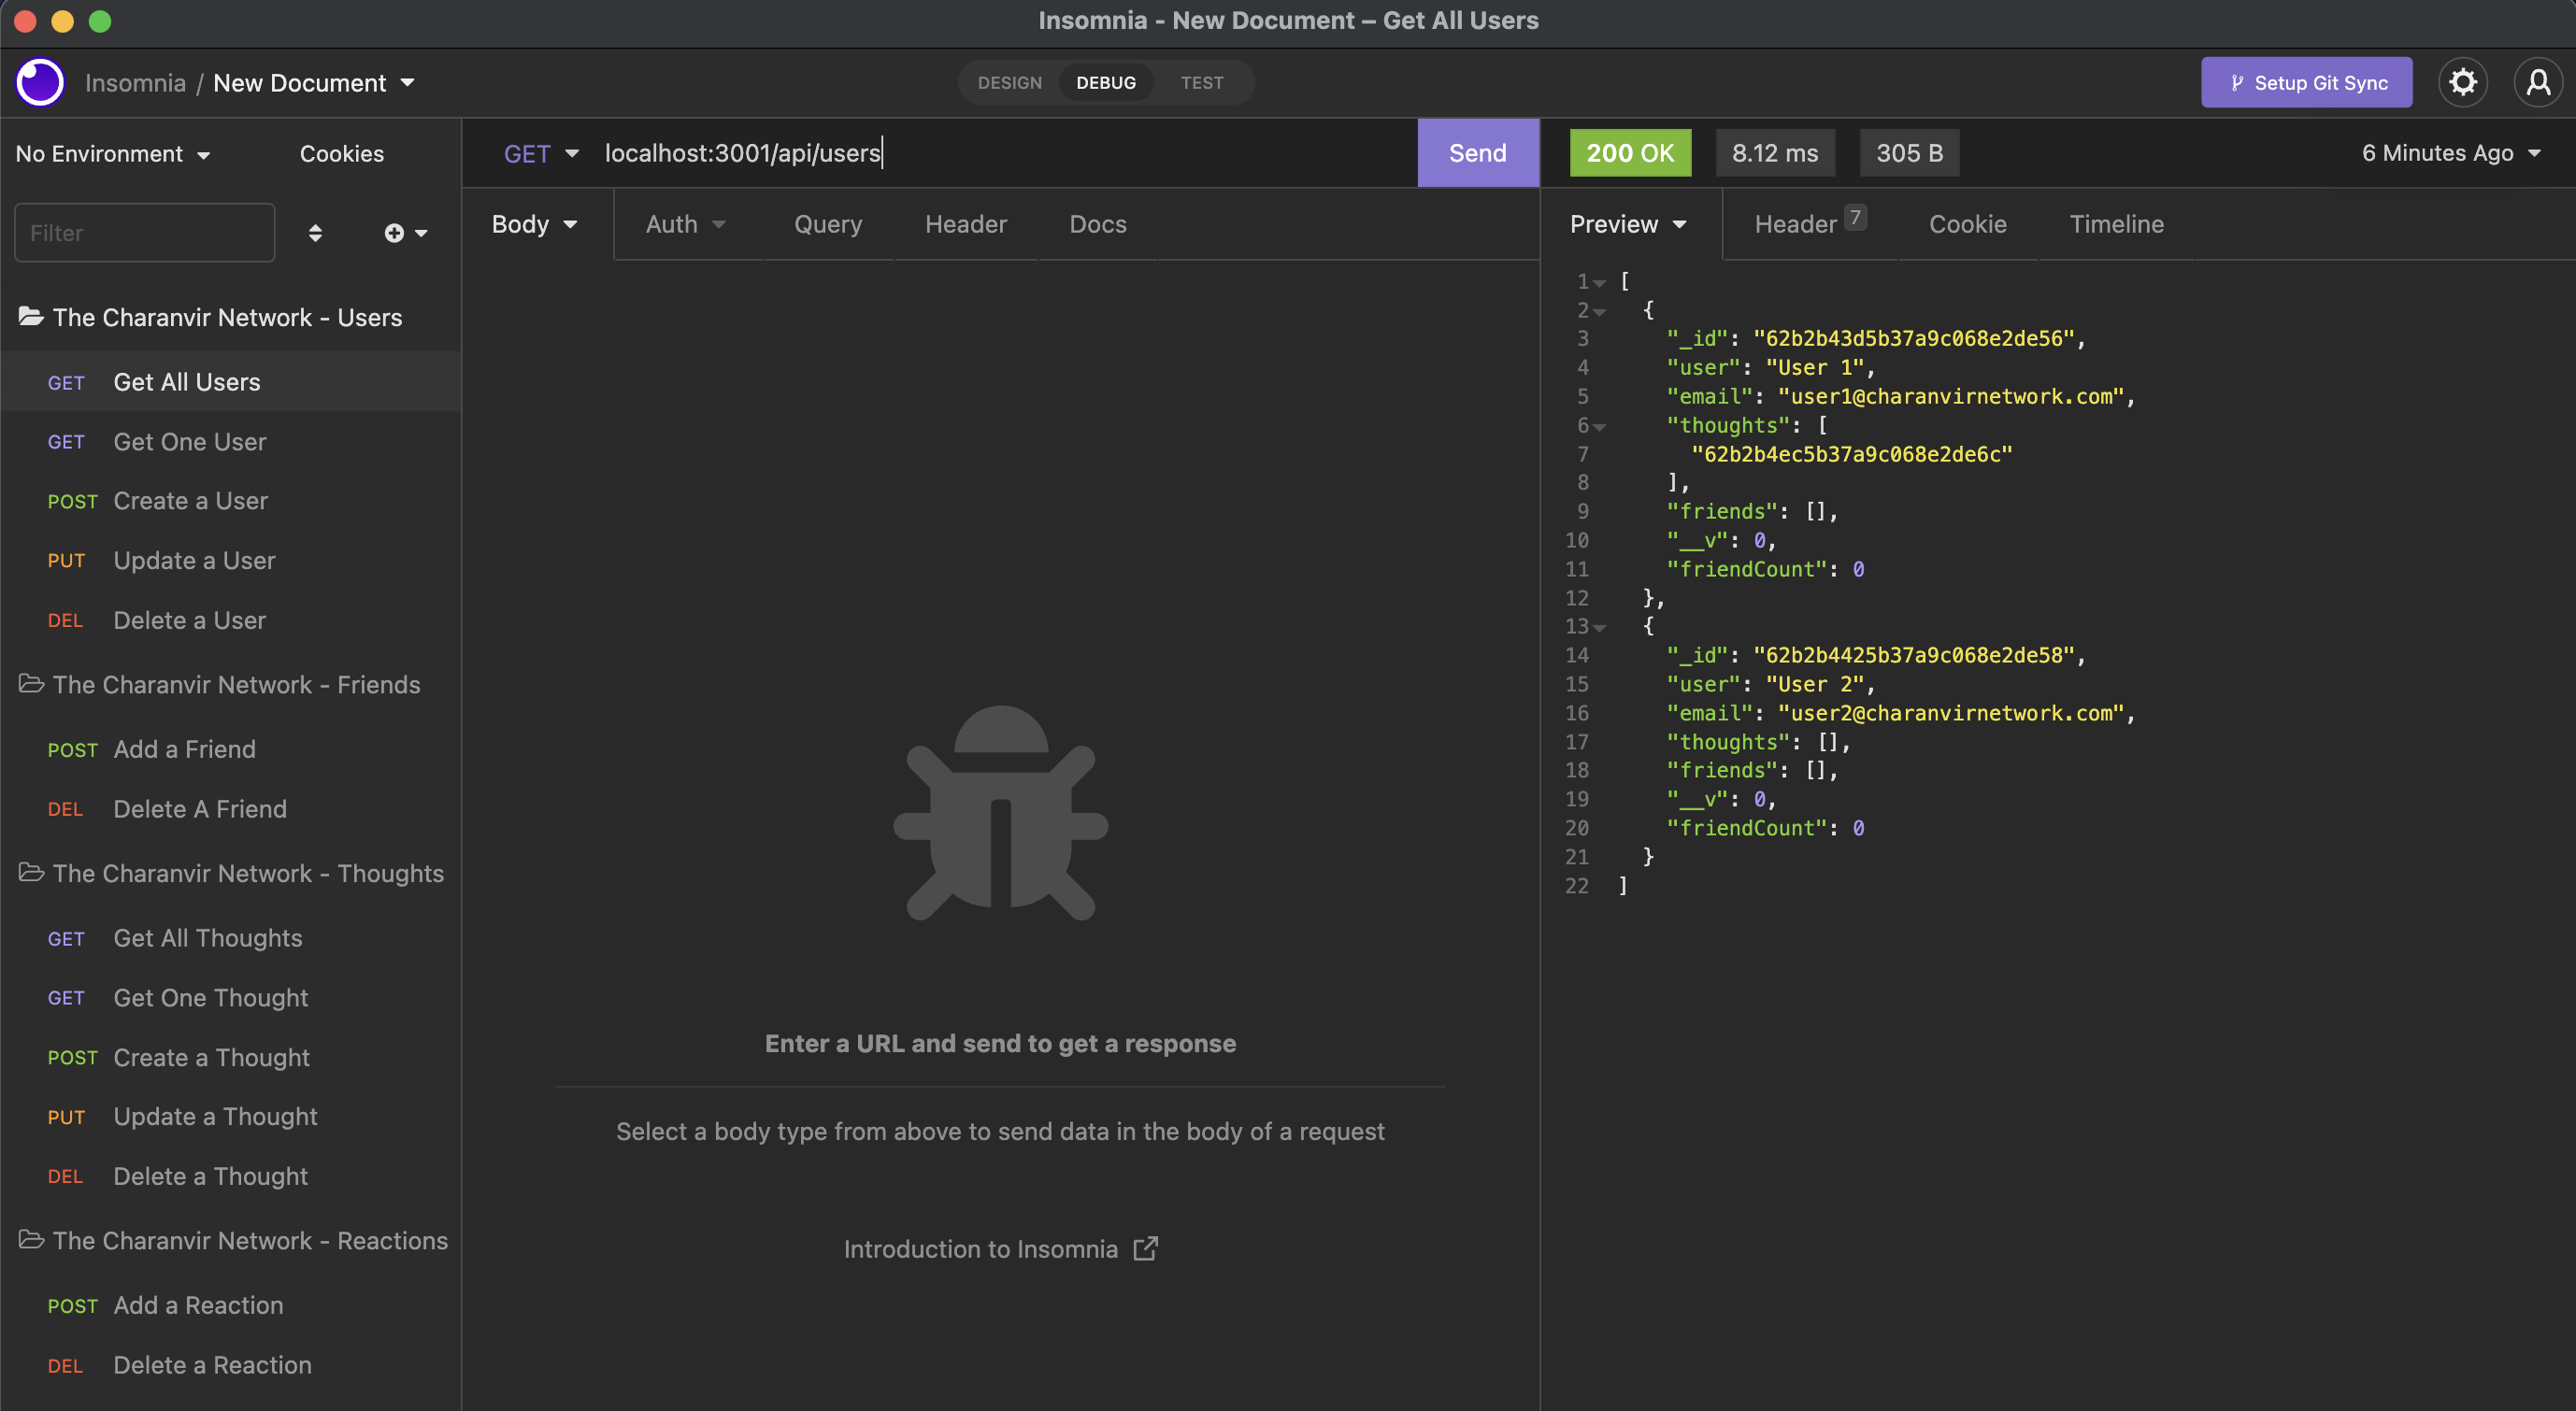 Insomnia - New Document – Get All Users
Insomnia / New Document
DESIGN DEBUG TEST
Setup Git Sync
No Environment Cookies
Filter
The Charanvir Network - Users
GET Get All Users
GET Get One User
POST Create a User
PUT Update a User
DEL Delete a User
The Charanvir Network - Friends
POST Add a Friend
DEL Delete A Friend
The Charanvir Network - Thoughts
GET Get All Thoughts
GET Get One Thought
POST Create a Thought
PUT Update a Thought
DEL Delete a Thought
The Charanvir Network - Reactions
POST Add a Reaction
DEL Delete a Reaction
GET localhost:3001/api/users Send
Body Auth Query Header Docs
Enter a URL and send to get a response
Select a body type from above to send data in the body of a request
Introduction to Insomnia
200 OK 8.12 ms 305 B 6 Minutes Ago
Preview Header 7 Cookie Timeline
1 [
2 {
3 "_id": "62b2b43d5b37a9c068e2de56",
4 "user": "User 1",
5 "email": "user1@charanvirnetwork.com",
6 "thoughts": [
7 "62b2b4ec5b37a9c068e2de6c"
8 ],
9 "friends": [],
10 "__v": 0,
11 "friendCount": 0
12 },
13 {
14 "_id": "62b2b4425b37a9c068e2de58",
15 "user": "User 2",
16 "email": "user2@charanvirnetwork.com",
17 "thoughts": [],
18 "friends": [],
19 "__v": 0,
20 "friendCount": 0
21 }
22 ]